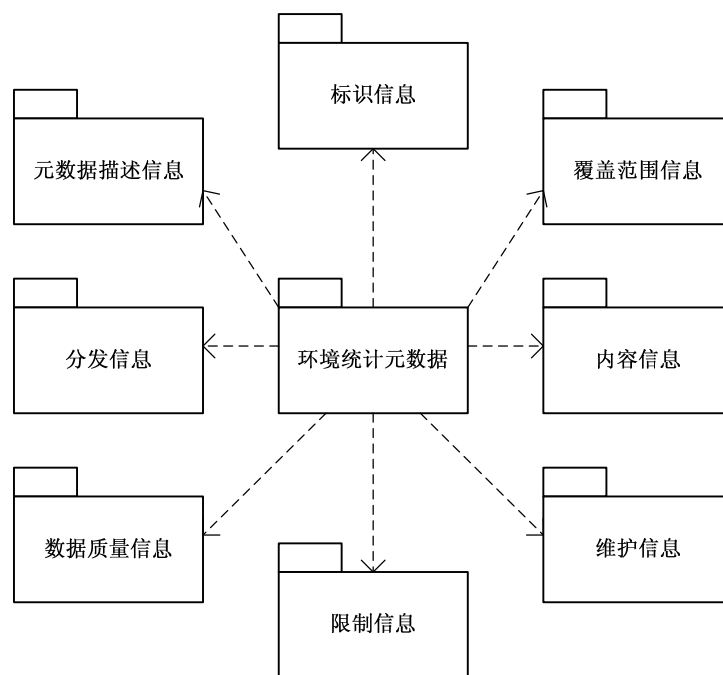 标识信息
元数据描述信息
覆盖范围信息
分发信息
环境统计元数据
内容信息
数据质量信息
维护信息
限制信息